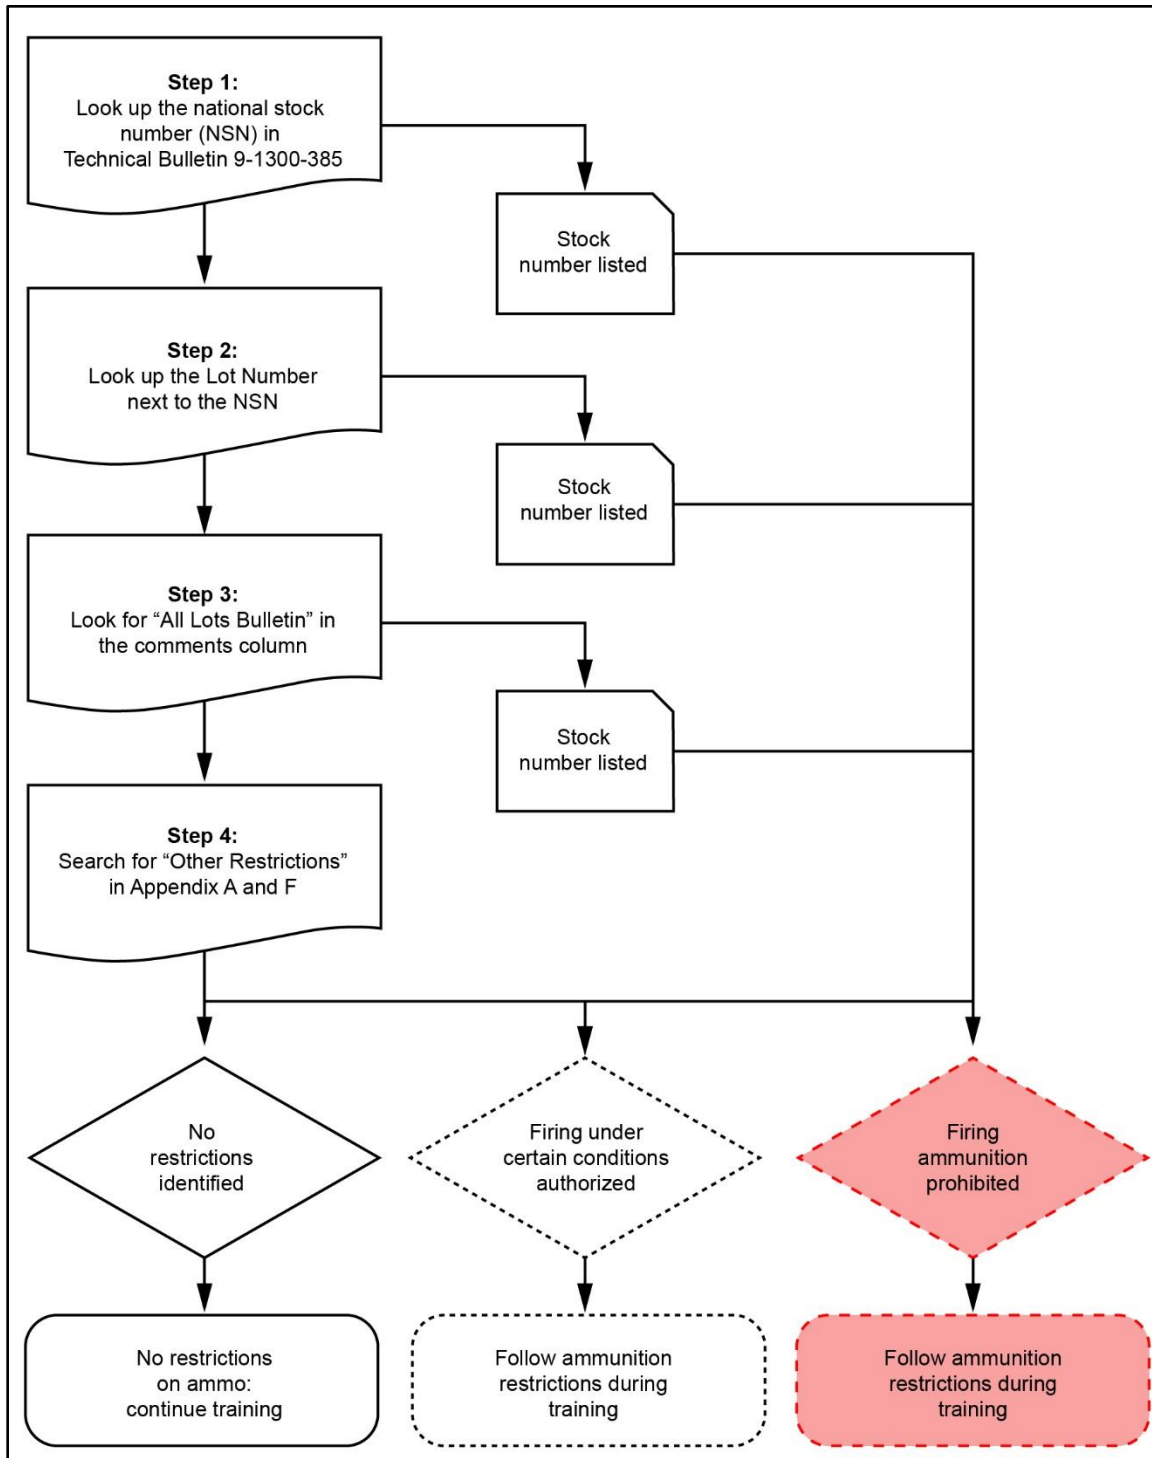 Step 1:
Look up the national stock
number (NSN) in
Technical Bulletin 9-1300-385
Stock
number listed
Step 2:
Look up the Lot Number
next to the NSN
Stock
number listed
Step 3:
Look for “All Lots Bulletin” in
the comments column
Stock
number listed
Step 4:
Search for “Other Restrictions”
in Appendix A and F
No
restrictions
identified
Firing under
certain conditions
authorized
Firing
ammunition
prohibited
No restrictions
on ammo:
continue training
Follow ammunition
restrictions during
training
Follow ammunition
restrictions during
training